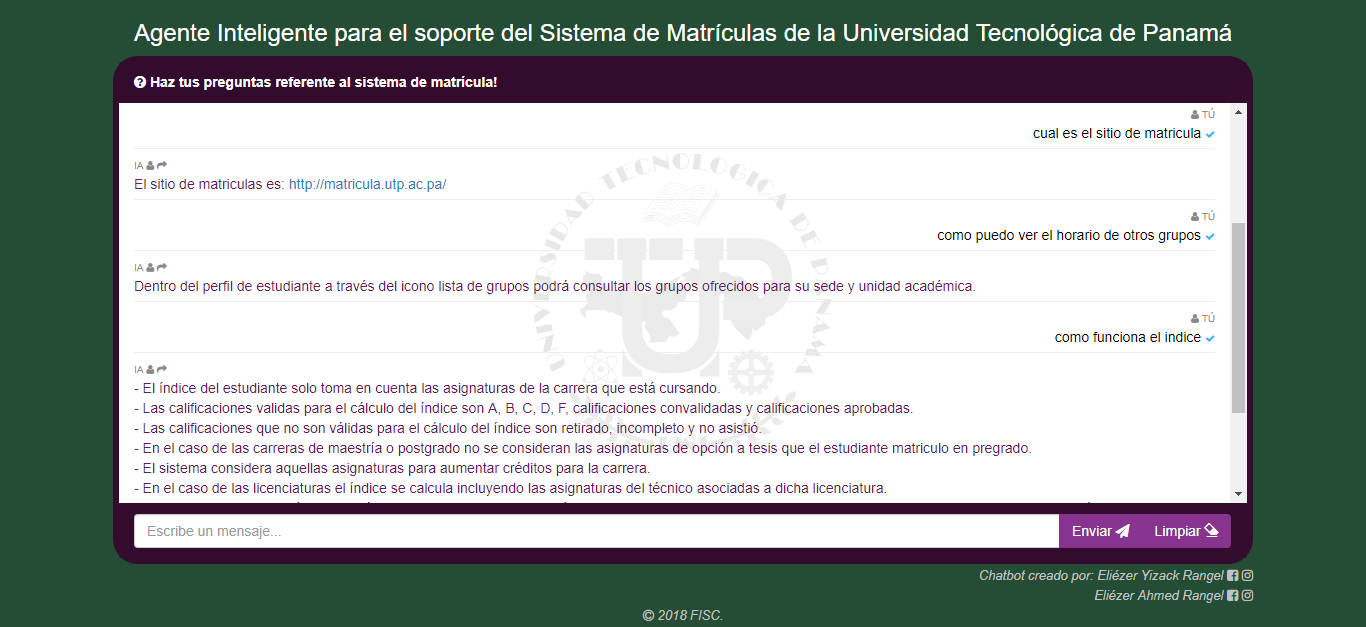 Agente Inteligente para el soporte del Sistema de Matrículas de la Universidad Tecnológica de Panamá
Haz tus preguntas referente al sistema de matrícula!
TÚ
cual es el sitio de matricula
IA
El sitio de matriculas es: http://matricula.utp.ac.pa/
TÚ
como puedo ver el horario de otros grupos
IA
Dentro del perfil de estudiante a través del icono lista de grupos podrá consultar los grupos ofrecidos para su sede y unidad académica.
TÚ
como funciona el indice
IA
- El índice del estudiante solo toma en cuenta las asignaturas de la carrera que está cursando.
- Las calificaciones validas para el cálculo del índice son A, B, C, D, F, calificaciones convalidadas y calificaciones aprobadas.
- Las calificaciones que no son válidas para el cálculo del índice son retirado, incompleto y no asistió.
- En el caso de las carreras de maestría o postgrado no se consideran las asignaturas de opción a tesis que el estudiante matriculo en pregrado.
- El sistema considera aquellas asignaturas para aumentar créditos para la carrera.
- En el caso de las licenciaturas el índice se calcula incluyendo las asignaturas del técnico asociadas a dicha licenciatura.
UNIVERSIDAD TECNOLOGICA DE PANAMA
UTP
Escribe un mensaje...
Enviar
Limpiar
Chatbot creado por: Eliézer Yizack Rangel
Eliézer Ahmed Rangel
© 2018 FISC.